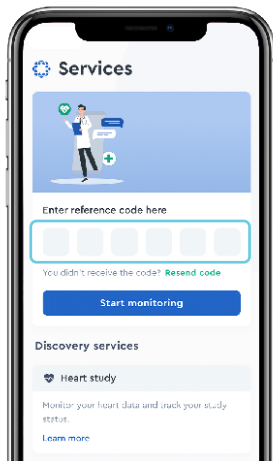 Services
Enter reference code here
You didn't receive the code? Resend code
Start monitoring
Discovery services
Heart study
Monitor your heart data and track your study
status.
Learn more